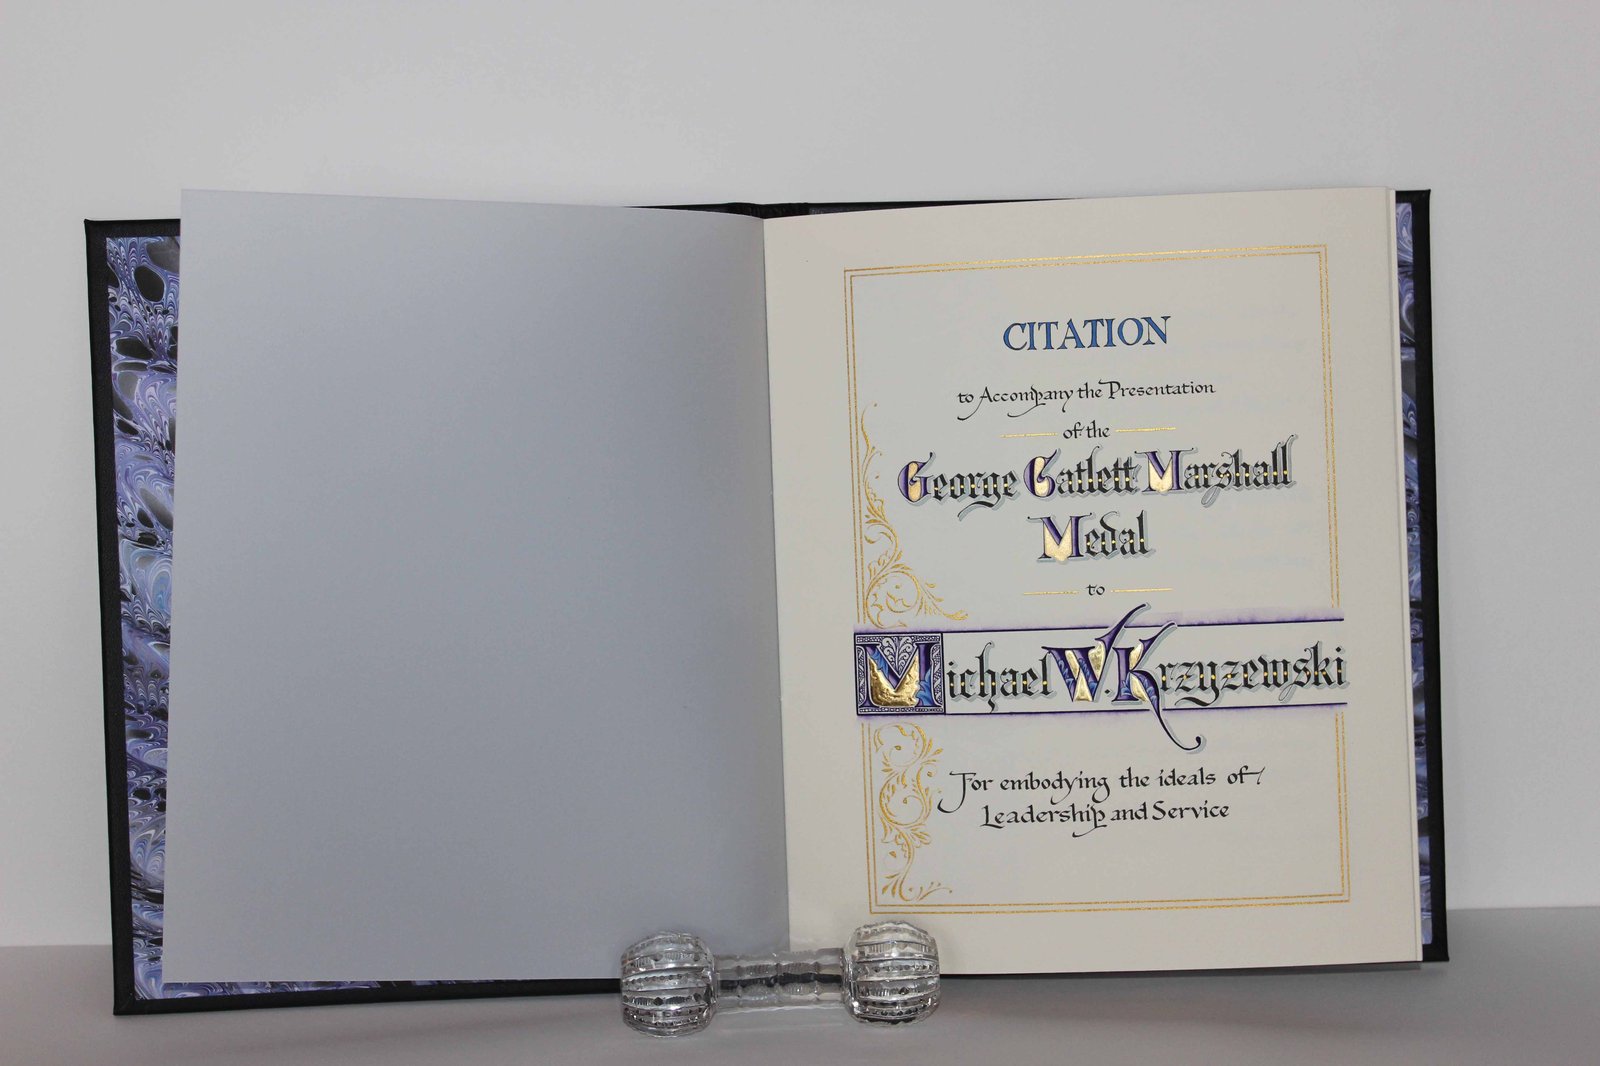 CITATION
to Accompany the Presentation
of the
George Catlett Marshall
Medal
to
Michael W. Krzyzewski
For embodying the ideals of
Leadership and Service